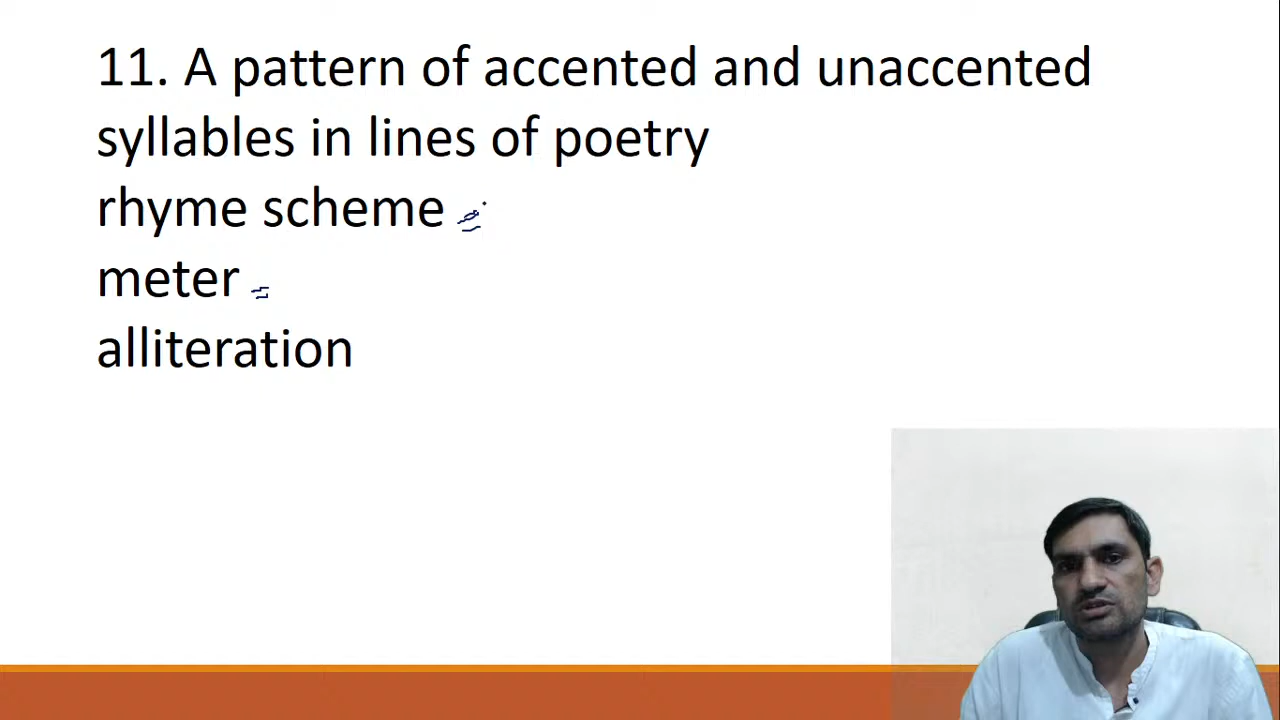 11. A pattern of accented and unaccented
syllables in lines of poetry
rhyme scheme
meter
alliteration